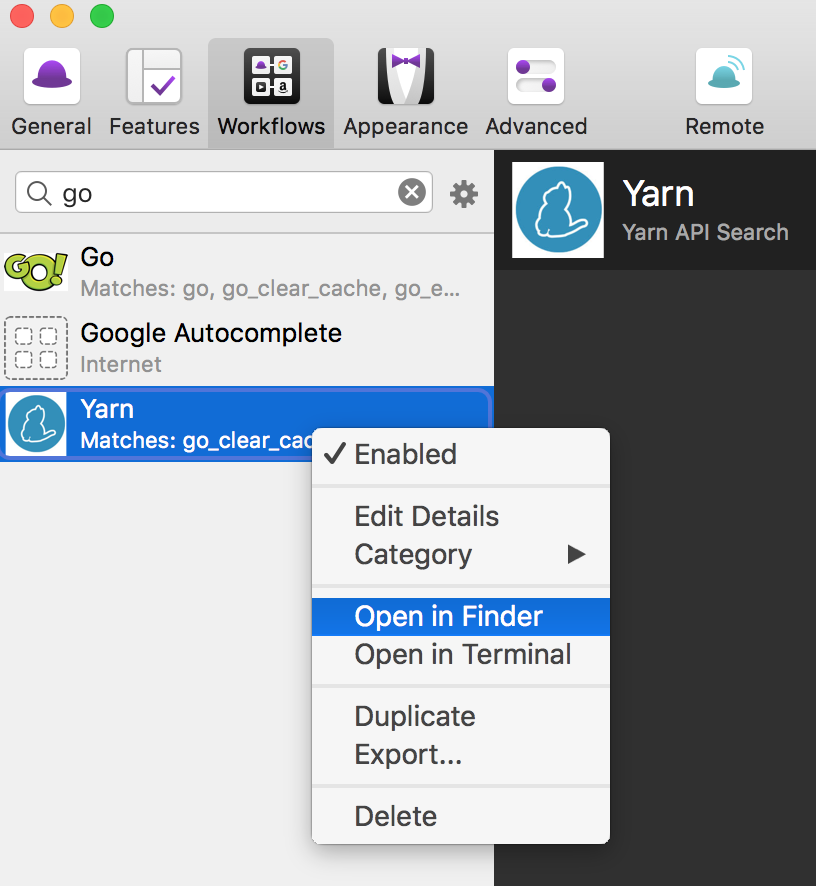 General Features Workflows Appearance Advanced Remote
go
Yarn
Yarn API Search
GO!
Go
Matches: go, go_clear_cache, go_e...
Google Autocomplete
Internet
Yarn
Matches: go_clear_cac
Enabled
Edit Details
Category
Open in Finder
Open in Terminal
Duplicate
Export...
Delete